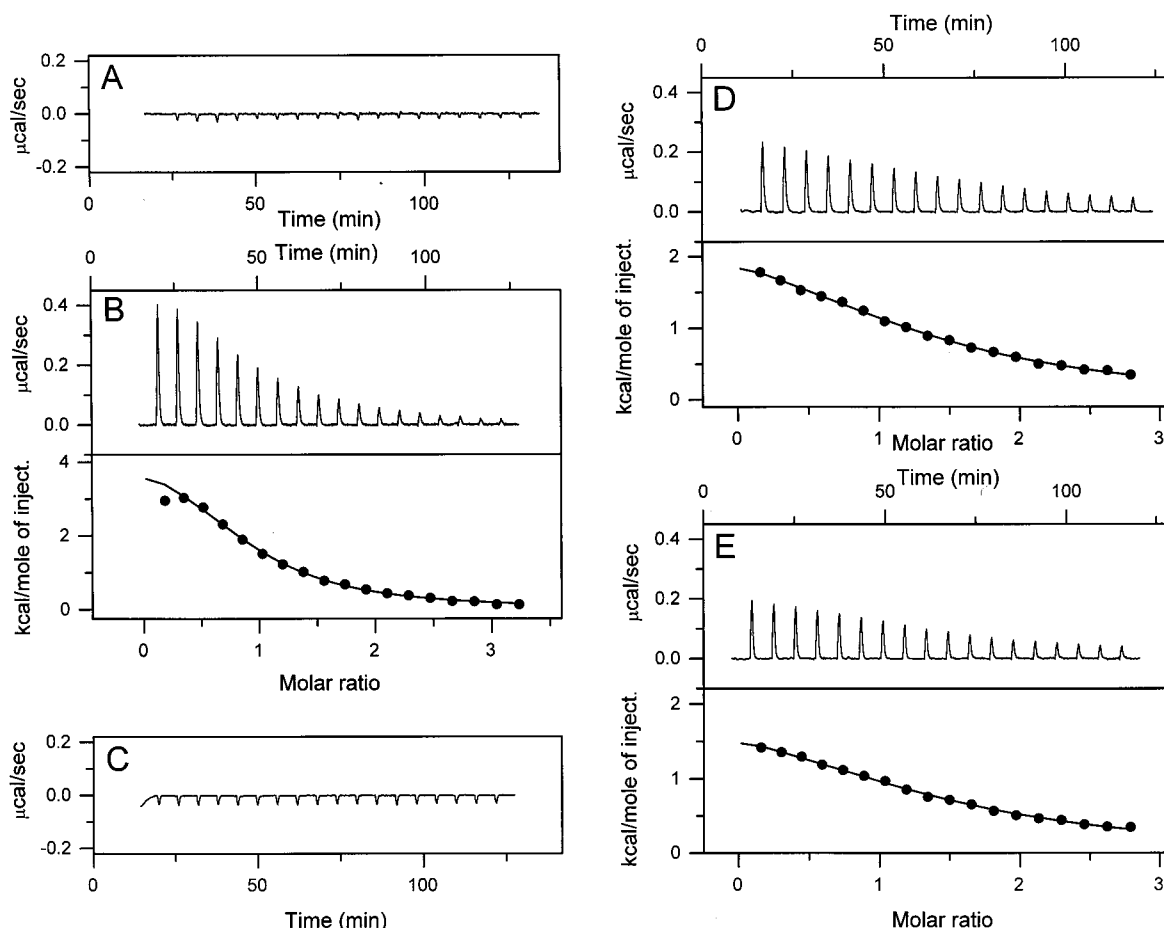 A
μcal/sec
0.2
0.0
-0.2
0 50 100
Time (min)
0 50 Time (min) 100
B
μcal/sec
0.4
0.2
0.0
kcal/mole of inject.
4
2
0
0 1 2 3
Molar ratio
C
μcal/sec
0.2
0.0
-0.2
0 50 100
Time (min)
Time (min)
0 50 100
D
μcal/sec
0.4
0.2
0.0
kcal/mole of inject.
2
1
0
0 1 2 3
Molar ratio
Time (min)
0 50 100
E
μcal/sec
0.4
0.2
0.0
kcal/mole of inject.
2
1
0
0 1 2 3
Molar ratio